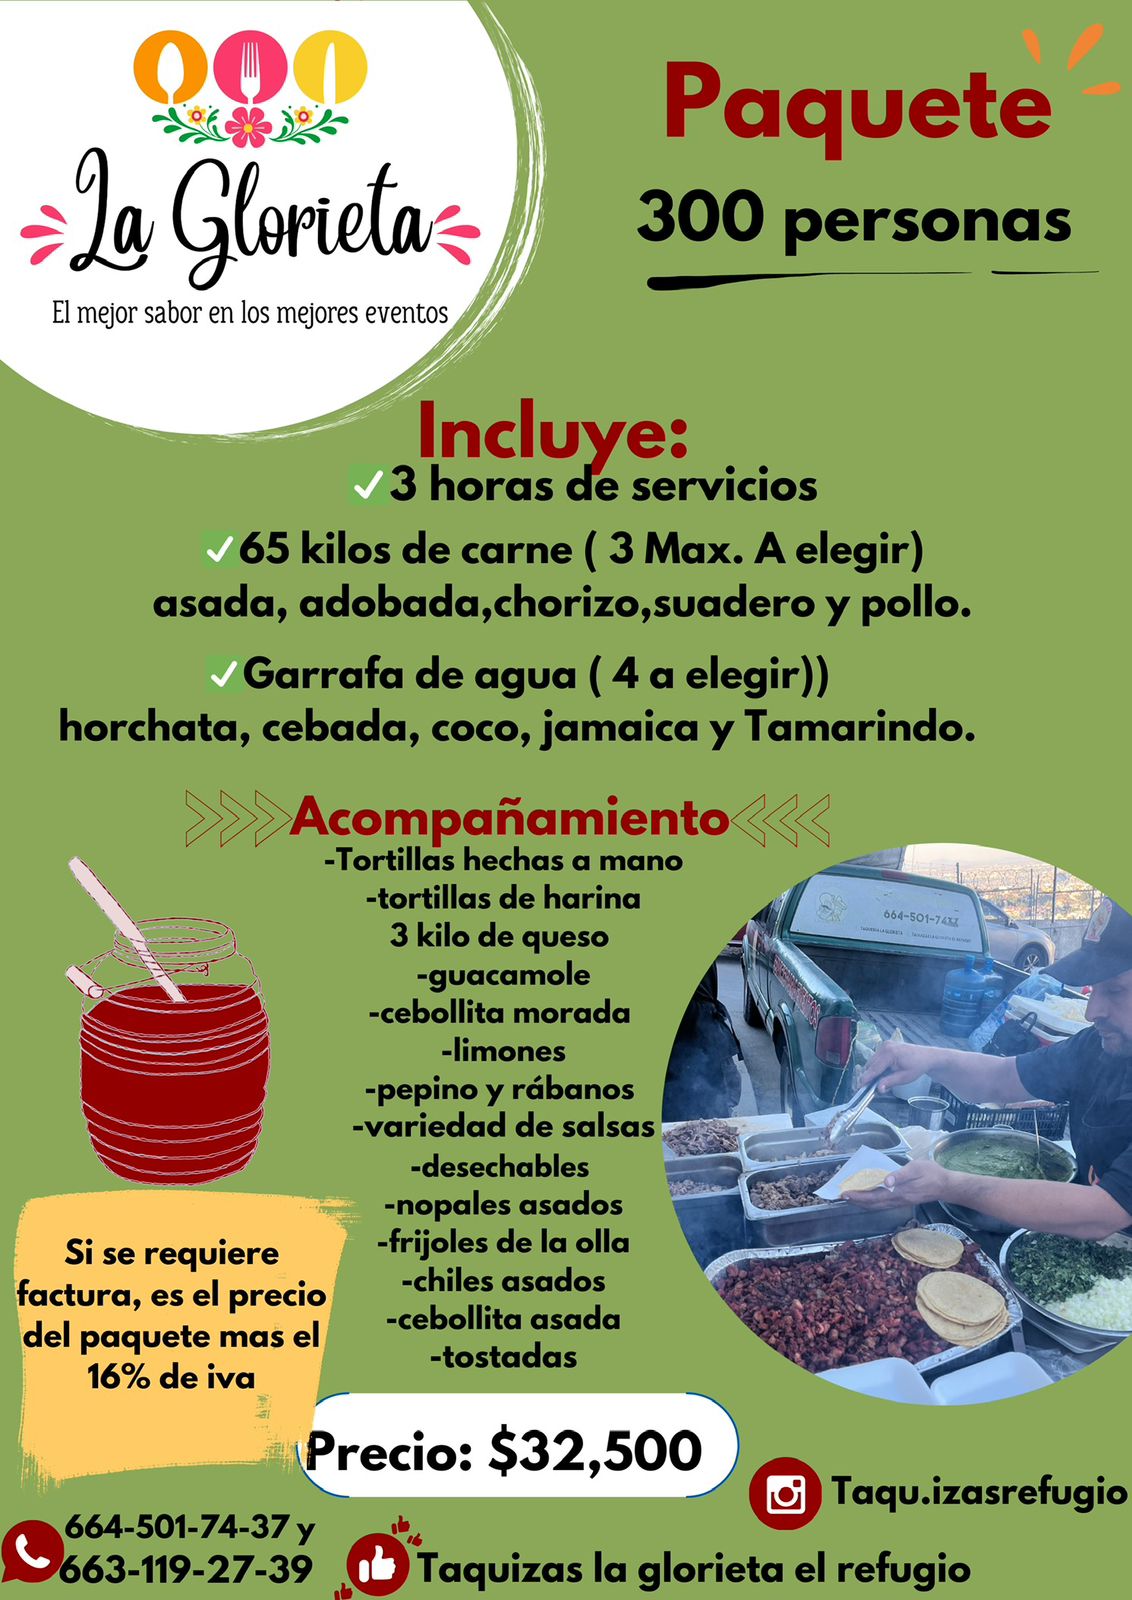 La Glorieta
El mejor sabor en los mejores eventos
Paquete
300 personas
Incluye:
✓3 horas de servicios
✓65 kilos de carne ( 3 Max. A elegir)
asada, adobada,chorizo,suadero y pollo.
✓Garrafa de agua ( 4 a elegir))
horchata, cebada, coco, jamaica y Tamarindo.
Acompañamiento
-Tortillas hechas a mano
-tortillas de harina
3 kilo de queso
-guacamole
-cebollita morada
-limones
-pepino y rábanos
-variedad de salsas
-desechables
-nopales asados
-frijoles de la olla
-chiles asados
-cebollita asada
-tostadas
664-501-7437
Si se requiere
factura, es el precio
del paquete mas el
16% de iva
Precio: $32,500
Taqu.izasrefugio
664-501-74-37 y
663-119-27-39
Taquizas la glorieta el refugio